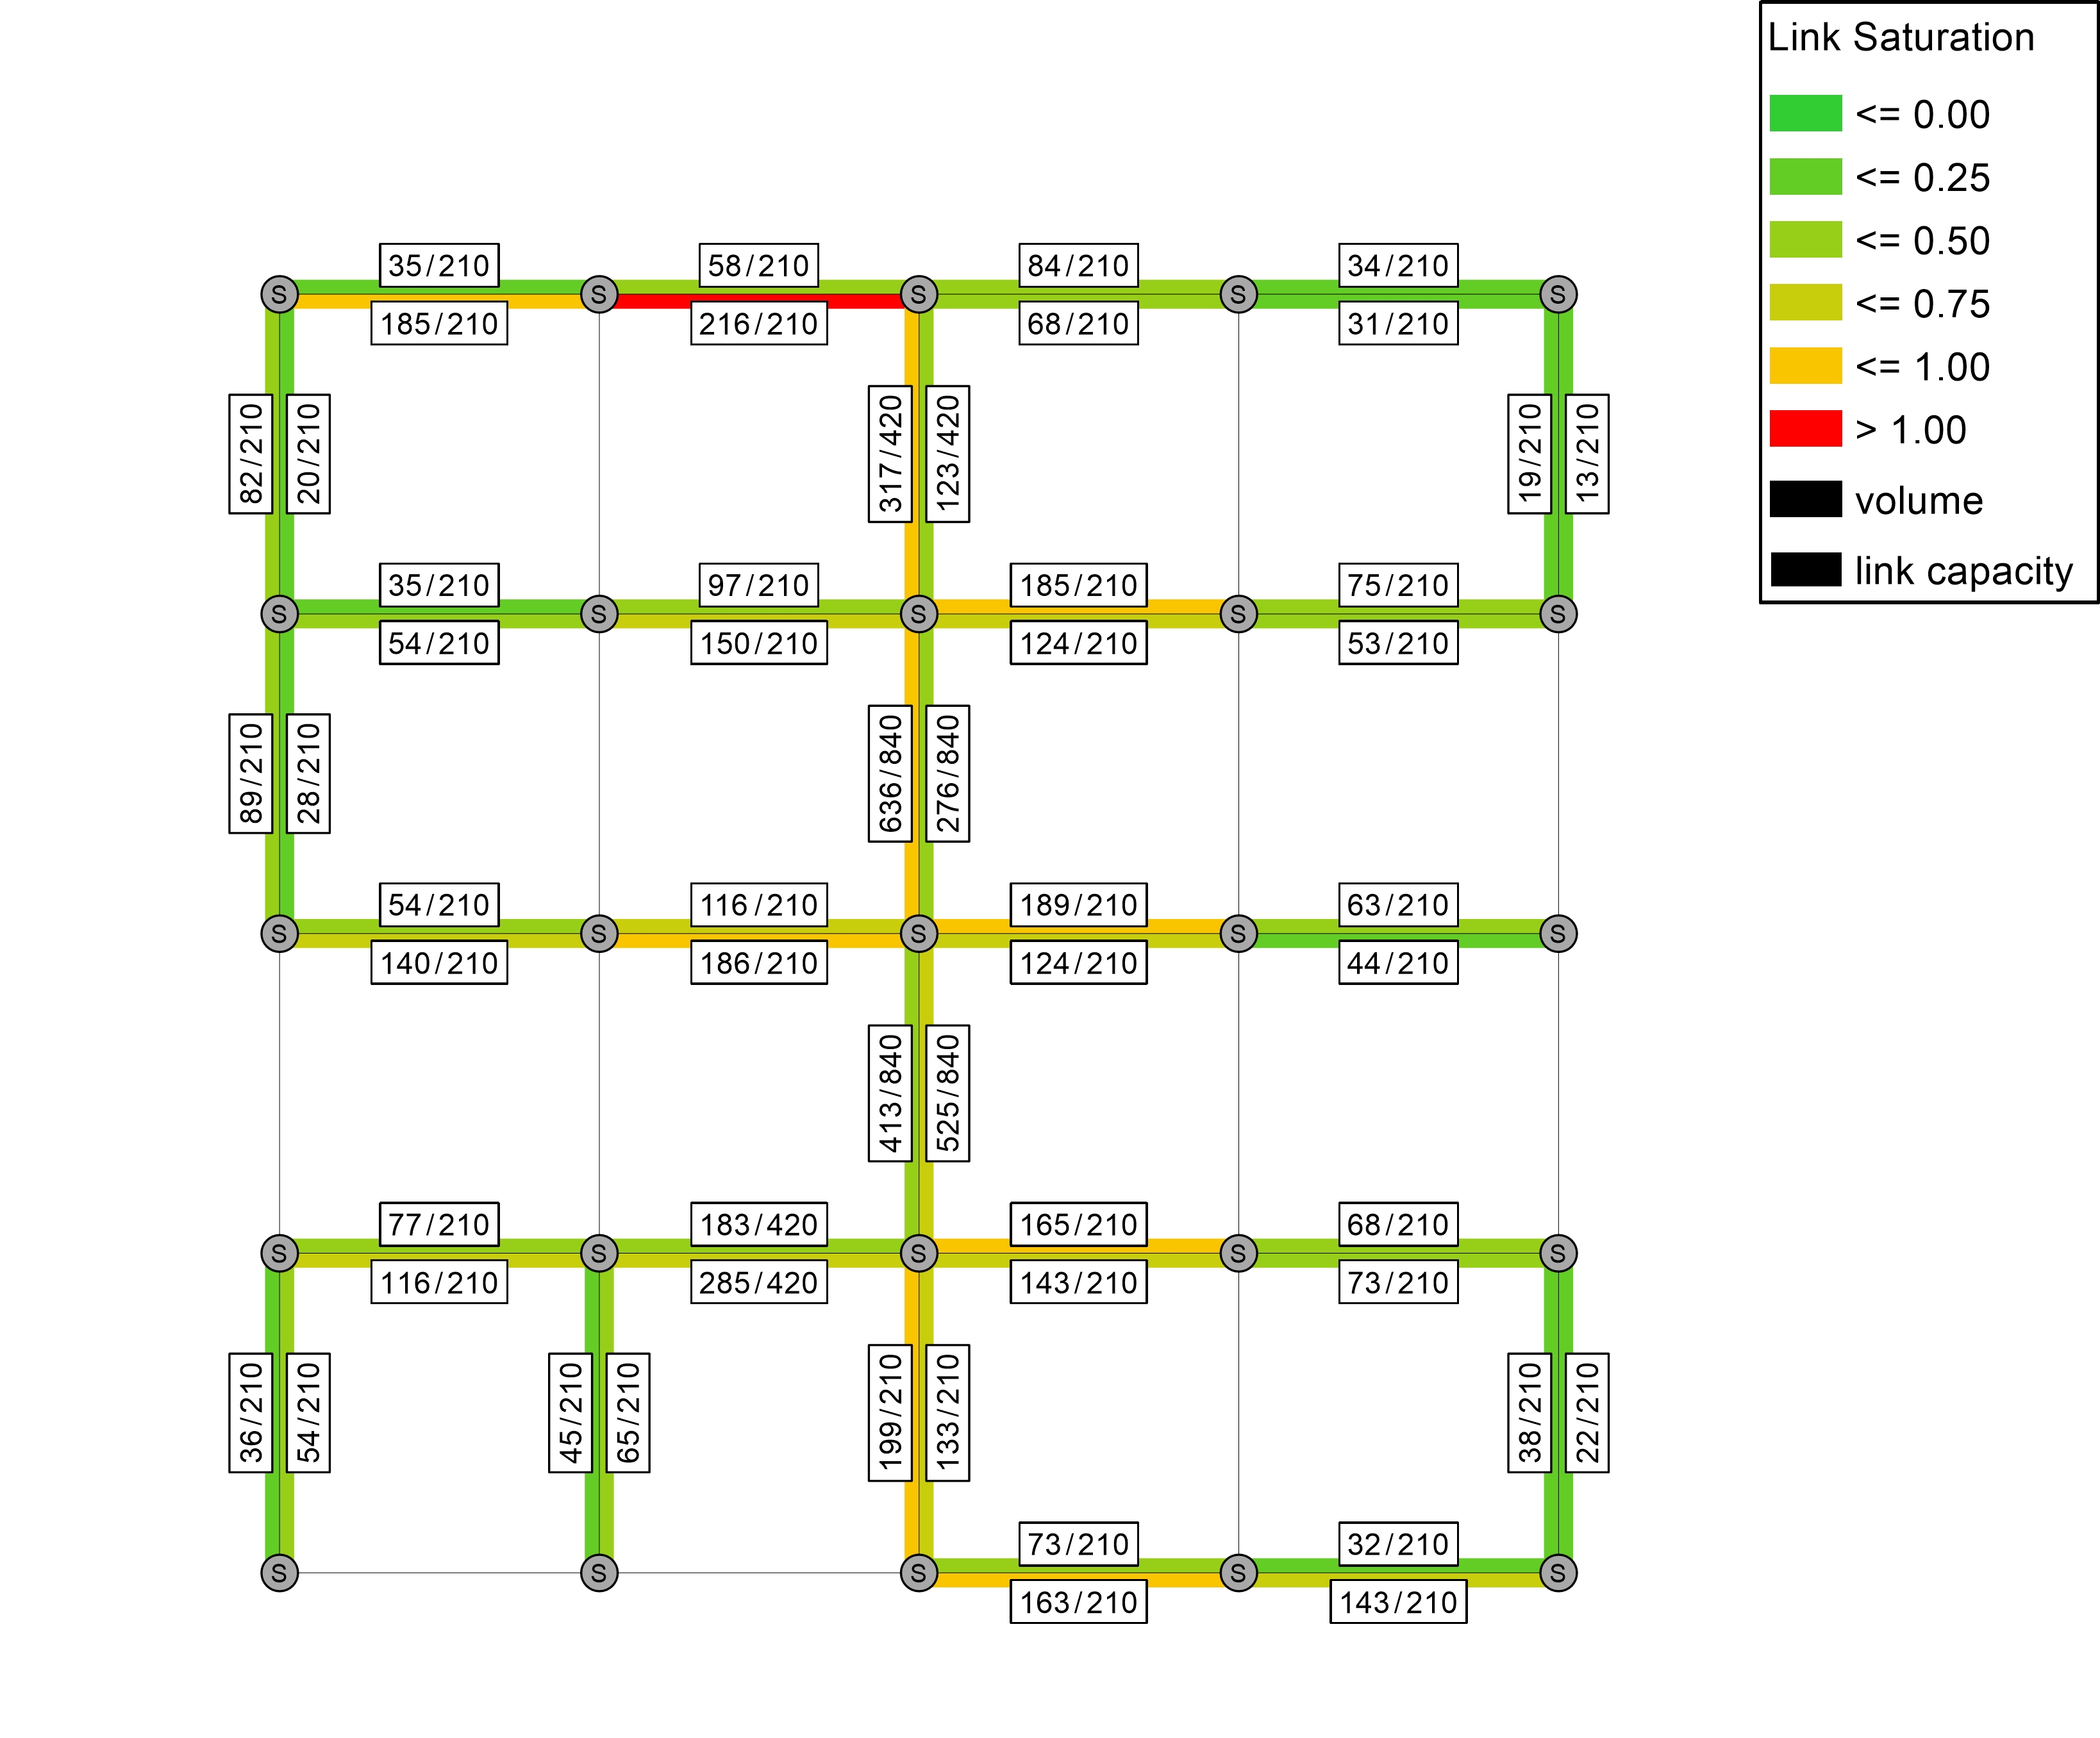 Link Saturation
<= 0.00
<= 0.25
<= 0.50
<= 0.75
<= 1.00
> 1.00
volume
link capacity
35/210
58/210
84/210
34/210
S
S
S
S
S
185/210
216/210
68/210
31/210
82/210
20/210
317/420
123/420
19/210
13/210
35/210
97/210
185/210
75/210
S
S
S
S
S
54/210
150/210
124/210
53/210
89/210
28/210
636/840
276/840
54/210
116/210
189/210
63/210
S
S
S
S
S
140/210
186/210
124/210
44/210
413/840
525/840
77/210
183/420
165/210
68/210
S
S
S
S
S
116/210
285/420
143/210
73/210
36/210
54/210
45/210
65/210
199/210
133/210
38/210
22/210
73/210
32/210
S
S
S
S
S
163/210
143/210